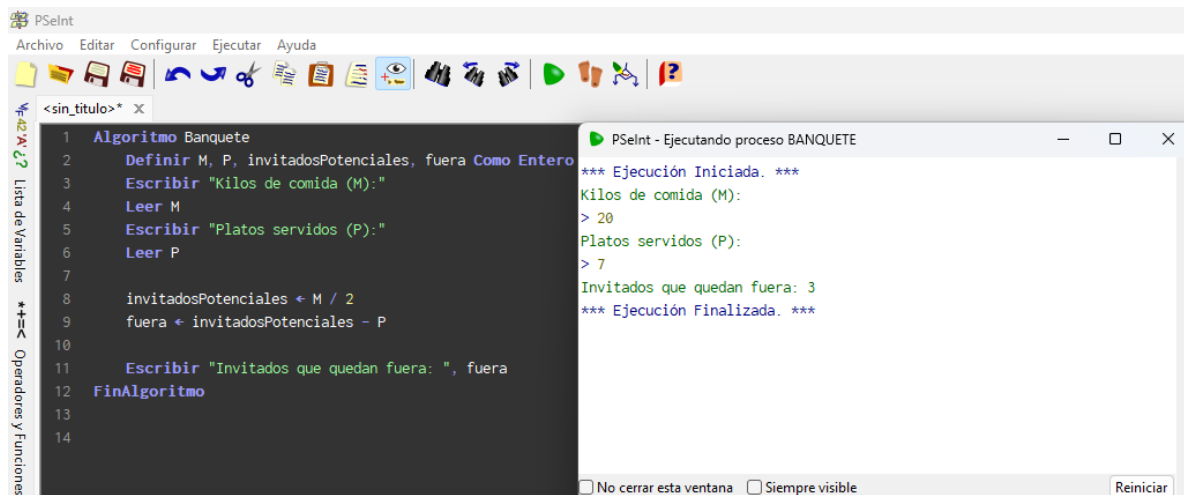 PSeInt
Archivo Editar Configurar Ejecutar Ayuda
<sin_titulo>* X
42 'A' ¿?
Lista de Variables
*+=<
Operadores y Funciones
1 Algoritmo Banquete
2 Definir M, P, invitadosPotenciales, fuera Como Entero
3 Escribir "Kilos de comida (M):"
4 Leer M
5 Escribir "Platos servidos (P):"
6 Leer P
7
8 invitadosPotenciales ← M / 2
9 fuera ← invitadosPotenciales - P
10
11 Escribir "Invitados que quedan fuera: ", fuera
12 FinAlgoritmo
13
14
PSeInt - Ejecutando proceso BANQUETE
*** Ejecución Iniciada. ***
Kilos de comida (M):
> 20
Platos servidos (P):
> 7
Invitados que quedan fuera: 3
*** Ejecución Finalizada. ***
No cerrar esta ventana Siempre visible Reiniciar